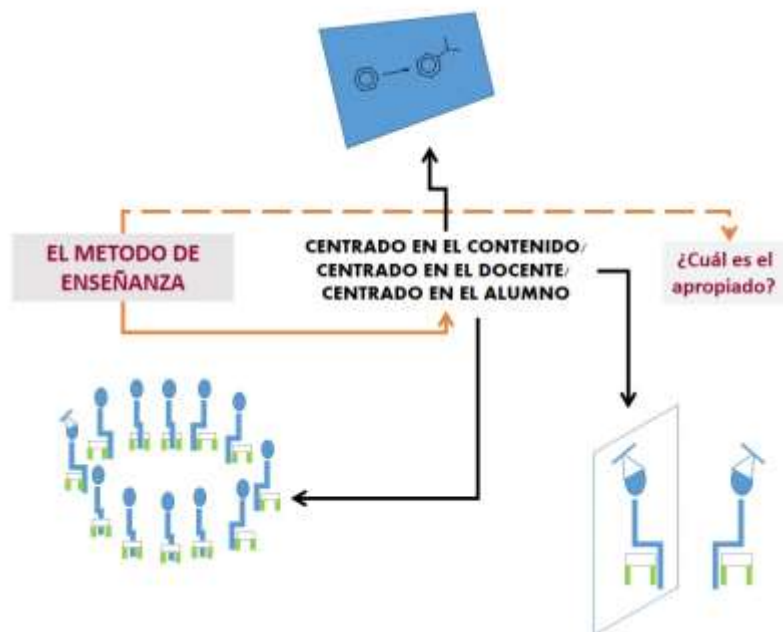 EL METODO DE
ENSEÑANZA
CENTRADO EN EL CONTENIDO/
CENTRADO EN EL DOCENTE/
CENTRADO EN EL ALUMNO
¿Cuál es el
apropiado?